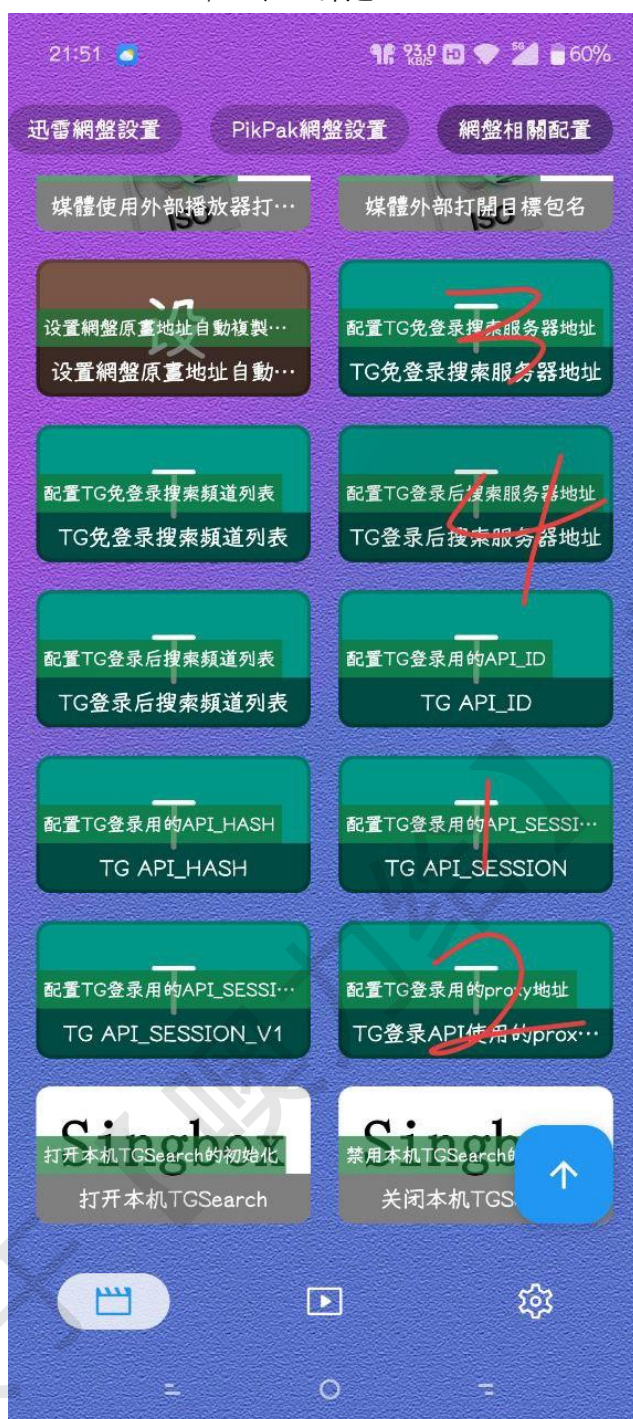 21:51 93.0 KB/S HD 5G 60%
迅雷網盤設置 PikPak網盤設置 網盤相關配置
媒體使用外部播放器打… 媒體外部打開目標包名
ISO ISO
设
设置網盤原畫地址自動複製… 配置TG免登录搜索服务器地址
设置網盤原畫地址自動… TG免登录搜索服务器地址
3
T T
配置TG免登录搜索頻道列表 配置TG登录后搜索服务器地址
TG免登录搜索頻道列表 TG登录后搜索服务器地址
4
T T
配置TG登录后搜索頻道列表 配置TG登录用的API_ID
TG登录后搜索頻道列表 TG API_ID
T T
配置TG登录用的API_HASH 配置TG登录用的API_SESSI…
TG API_HASH TG API_SESSION
1
T T
配置TG登录用的API_SESSI… 配置TG登录用的proxy地址
TG API_SESSION_V1 TG登录API使用的prox…
2
Singbox Singb
打开本机TGSearch的初始化 禁用本机TGSearch的
打开本机TGSearch 关闭本机TGS